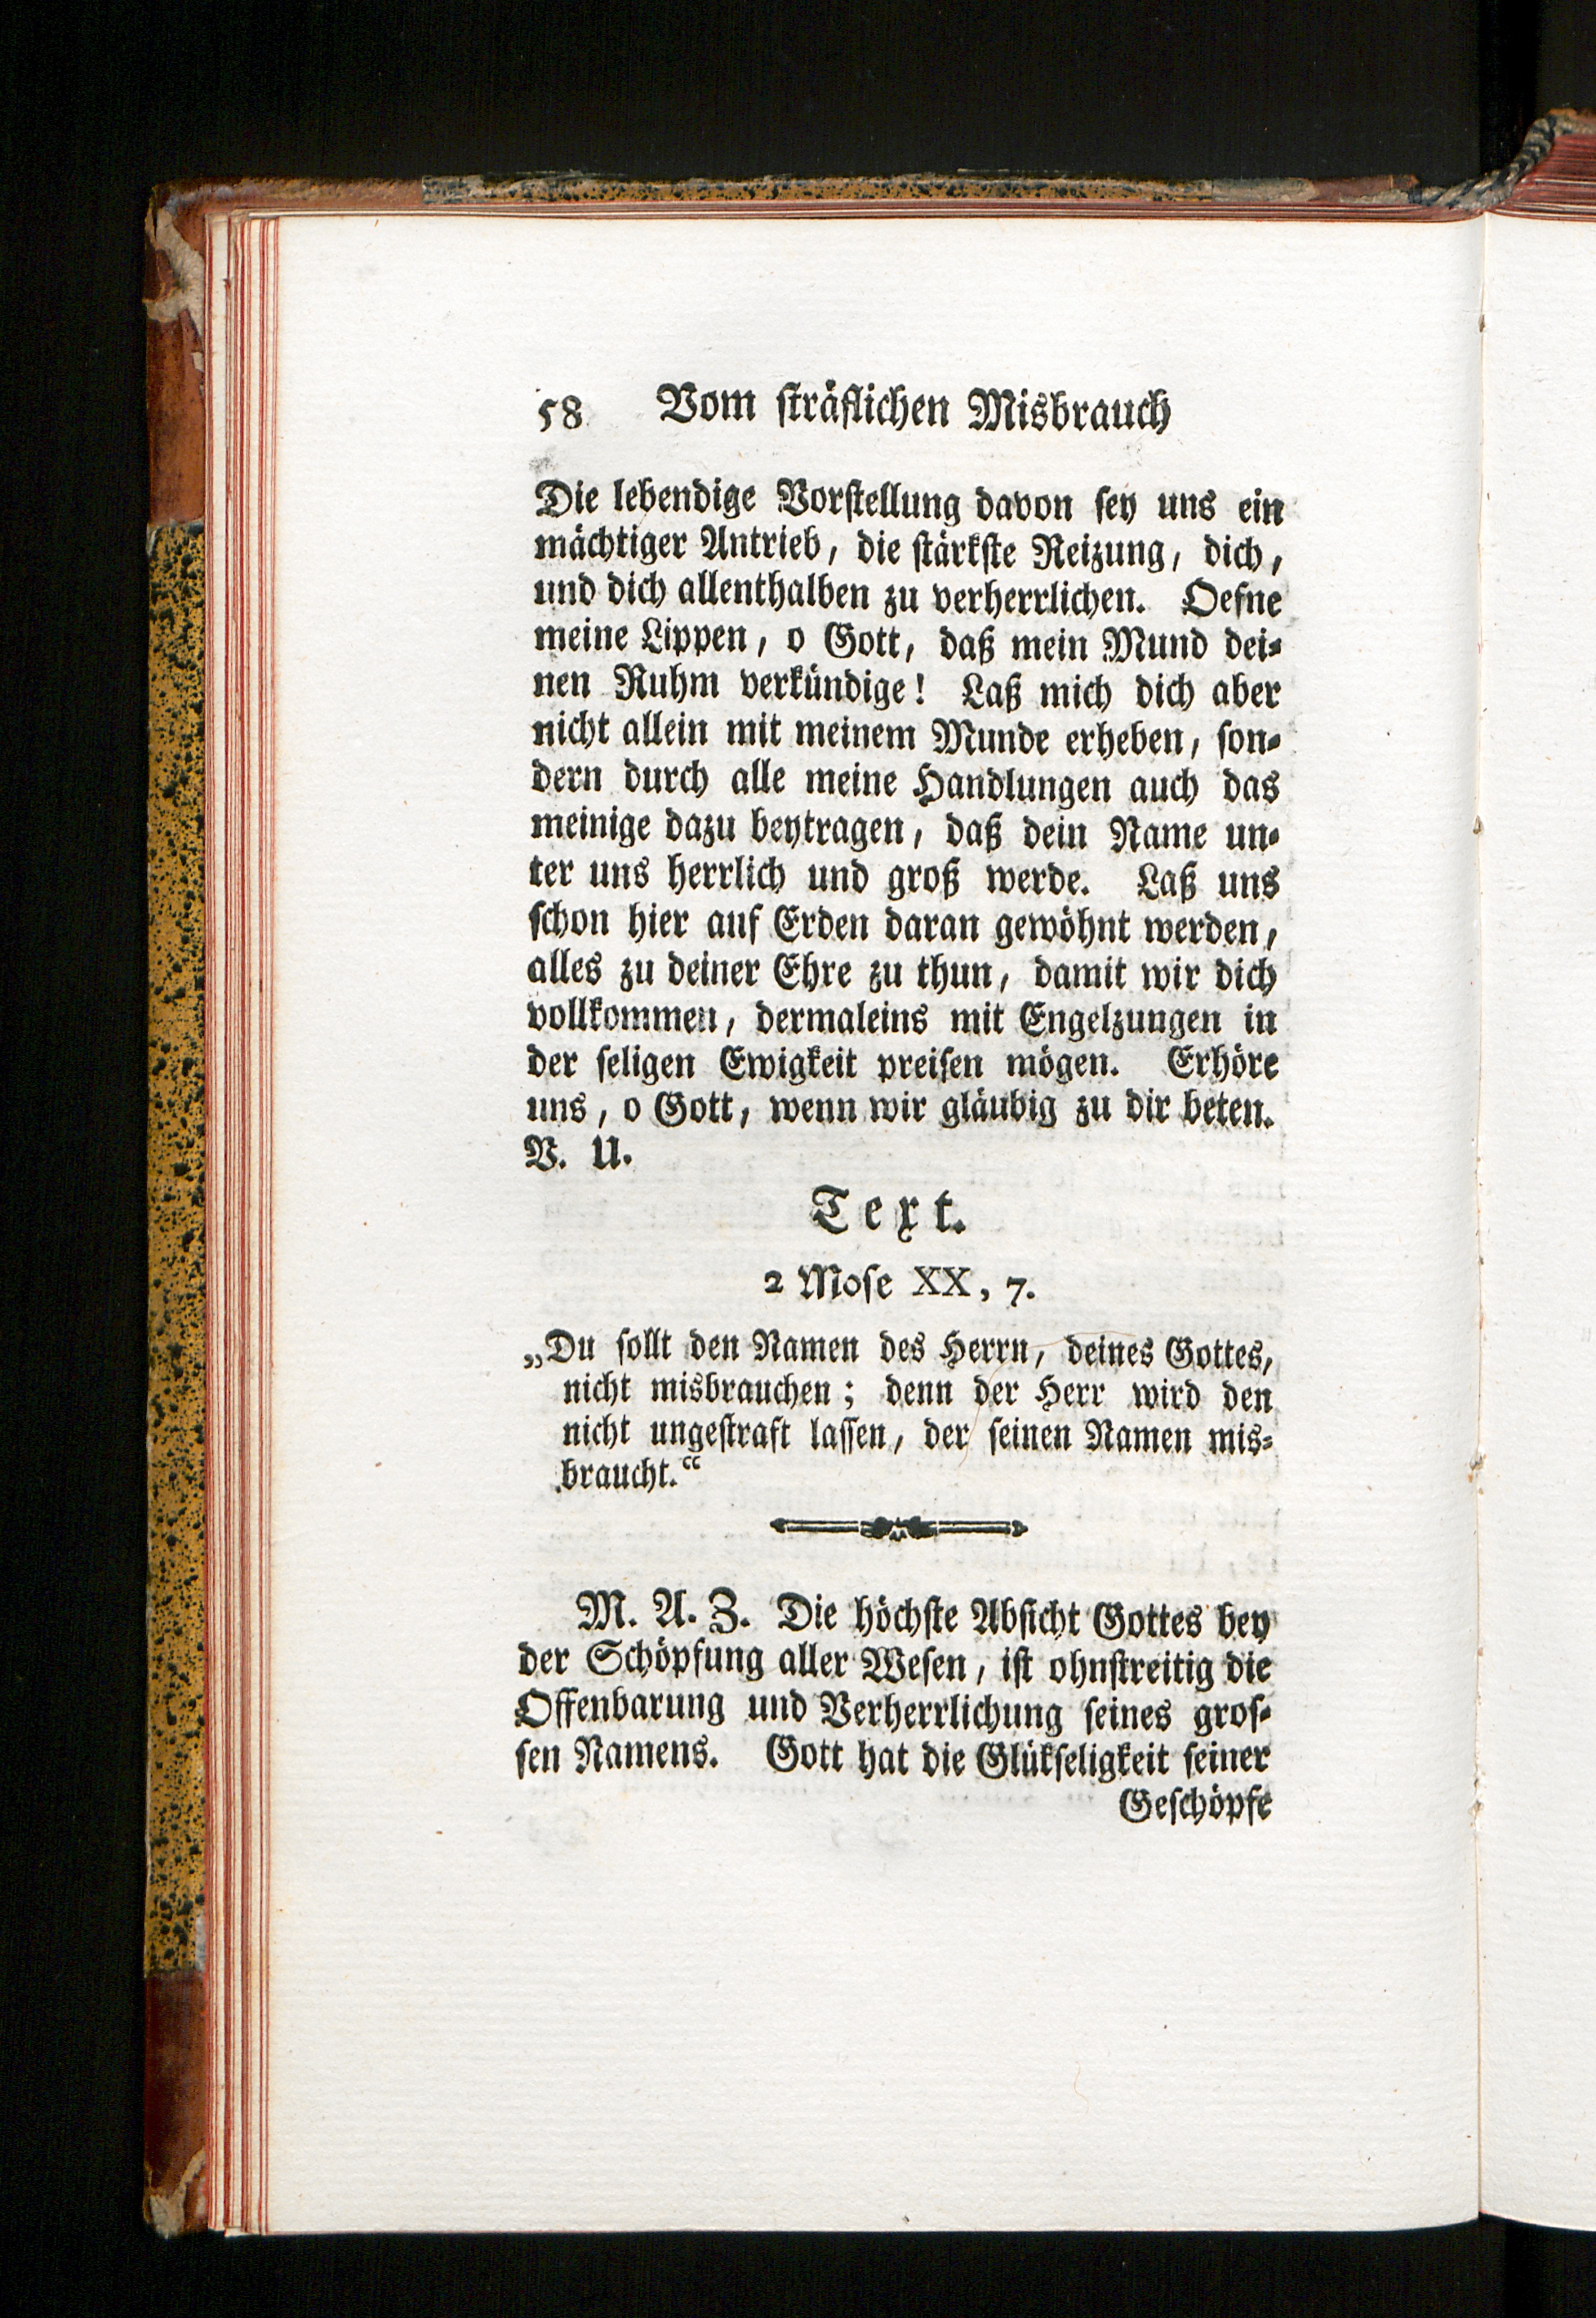 58 Vom ſträflichen Misbrauch
Die lebendige Vorſtellung davon ſey uns ein
mächtiger Antrieb, die ſtärkſte Reizung, dich,
und dich allenthalben zu verherrlichen. Oefne
meine Lippen, o Gott, daß mein Mund dei⸗
nen Ruhm verkündige! Laß mich dich aber
nicht allein mit meinem Munde erheben, ſon⸗
dern durch alle meine Handlungen auch das
meinige dazu beytragen, daß dein Name un⸗
ter uns herrlich und groß werde. Laß uns
ſchon hier auf Erden daran gewöhnt werden,
alles zu deiner Ehre zu thun, damit wir dich
vollkommen, dermaleins mit Engelzungen in
der ſeligen Ewigkeit preiſen mögen. Erhöre
uns, o Gott, wenn wir gläubig zu dir beten.
V. U.
Text.
2 Moſe XX, 7.
„Du ſollt den Namen des Herrn, deines Gottes,
nicht misbrauchen; denn der Herr wird den
nicht ungeſtraft laſſen, der ſeinen Namen mis⸗
braucht.“
M. A. Z. Die höchſte Abſicht Gottes bey
der Schöpfung aller Weſen, iſt ohnſtreitig die
Offenbarung und Verherrlichung ſeines groſ⸗
ſen Namens. Gott hat die Glükſeligkeit ſeiner
Geſchöpfe